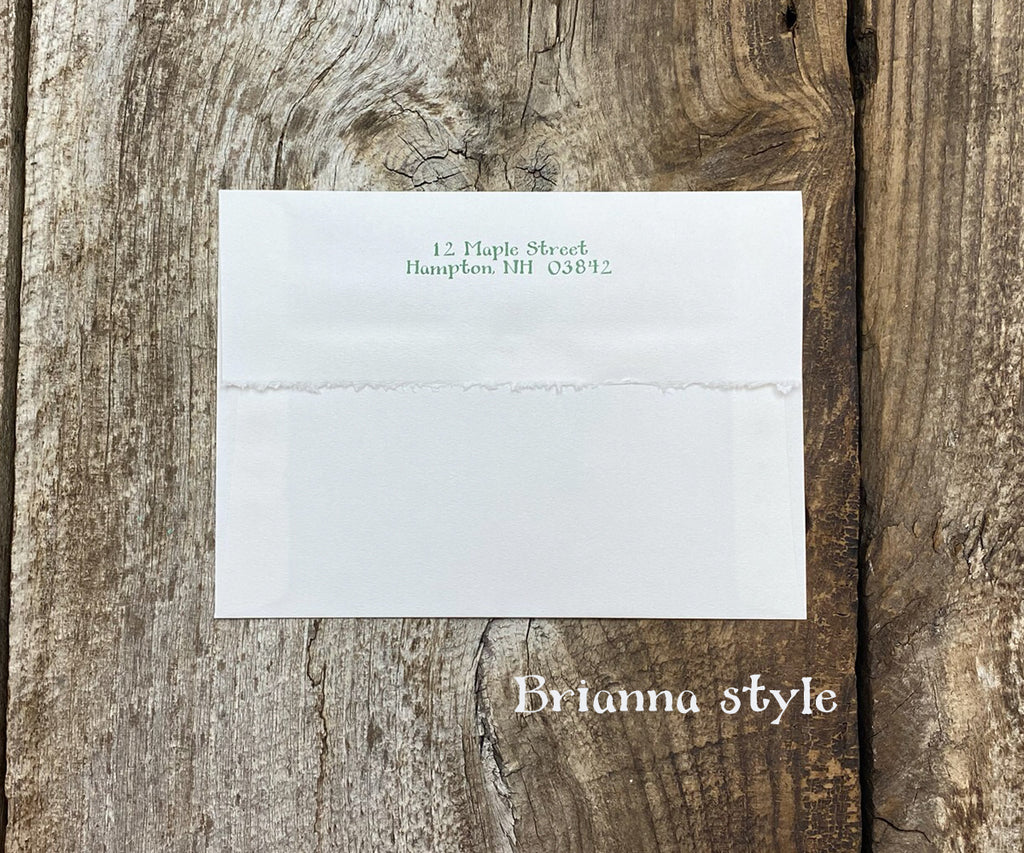 12 Maple Street
Hampton, NH 03842
Brianna style